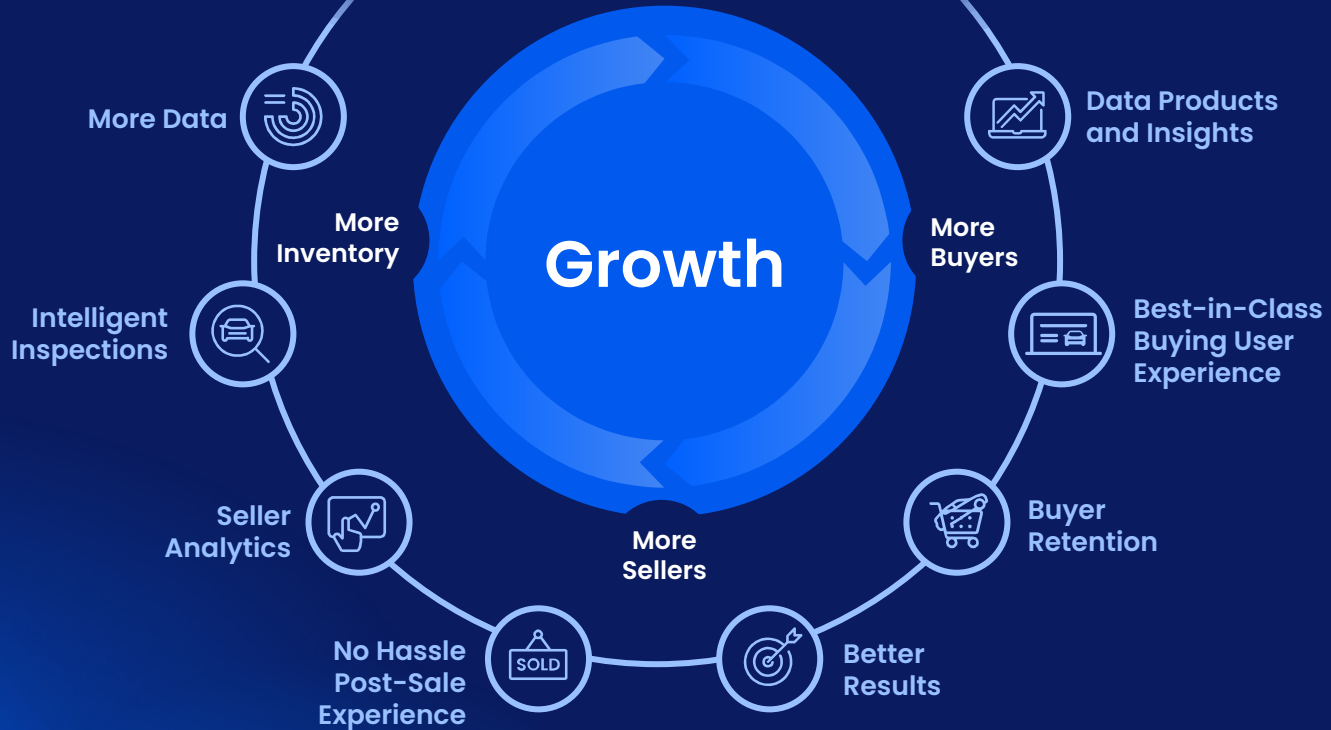 More Data
Data Products
and Insights
More
Inventory
Growth
More
Buyers
Intelligent
Inspections
Best-in-Class
Buying User
Experience
Seller
Analytics
More
Sellers
Buyer
Retention
No Hassle
Post-Sale
Experience
SOLD
Better
Results